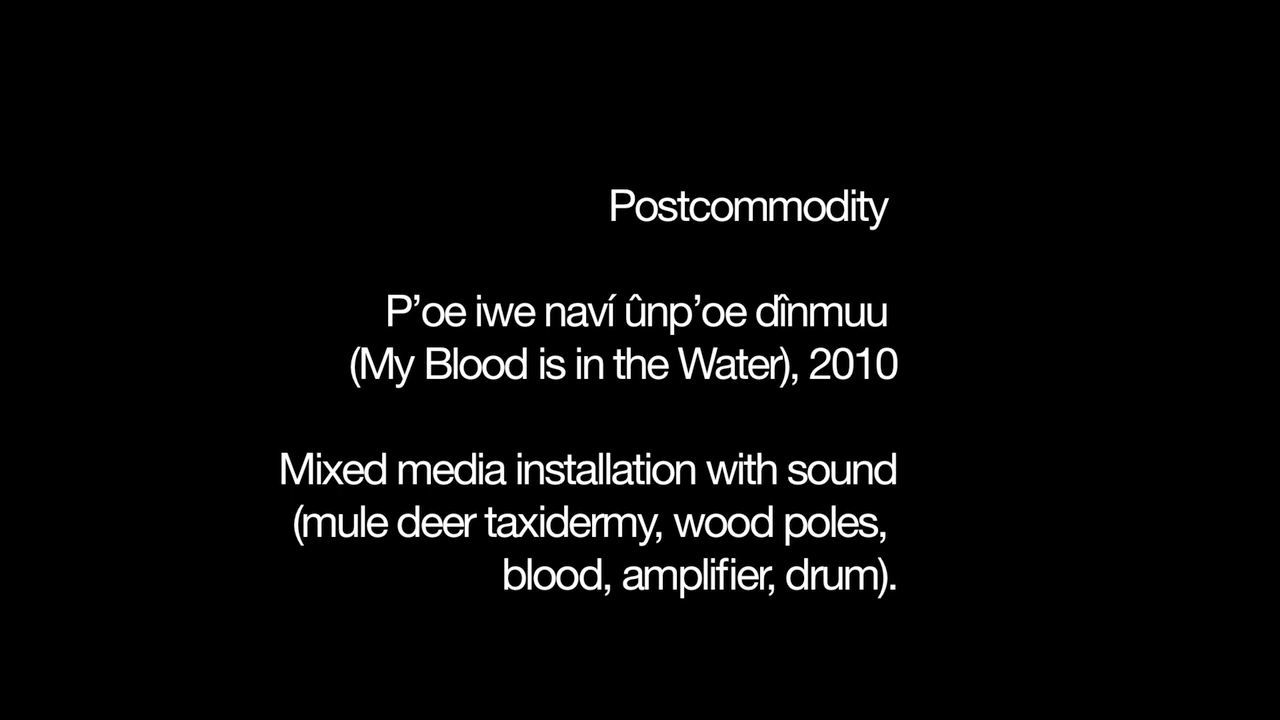 Postcommodity
P’oe iwe naví ûnp’oe dînmuu
(My Blood is in the Water), 2010
Mixed media installation with sound
(mule deer taxidermy, wood poles,
blood, amplifier, drum).